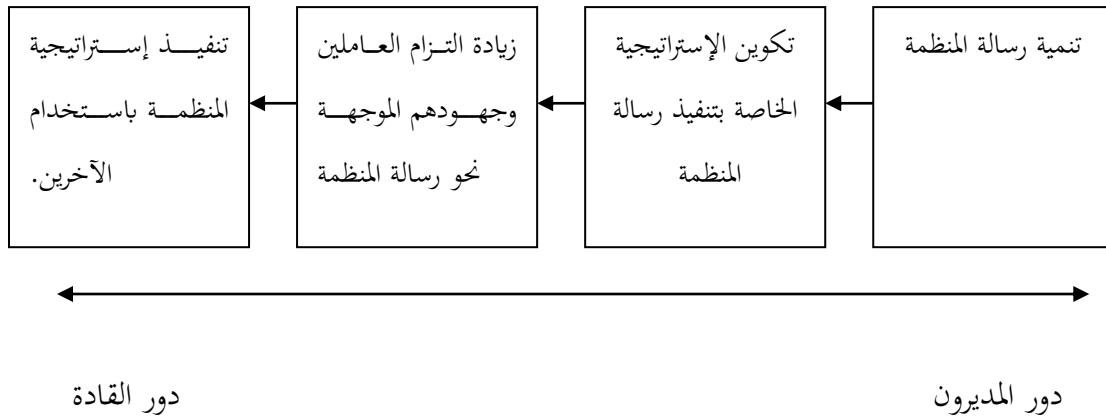 تنمية رسالة المنظمة
تكوين الإستراتيجية
الخاصة بتنفيذ رسالة
المنظمة
زيادة التزام العاملين
وجهودهم الموجهة
نحو رسالة المنظمة
تنفيذ إستراتيجية
المنظمة باستخدام
الآخرين.
دور المديرون
دور القادة